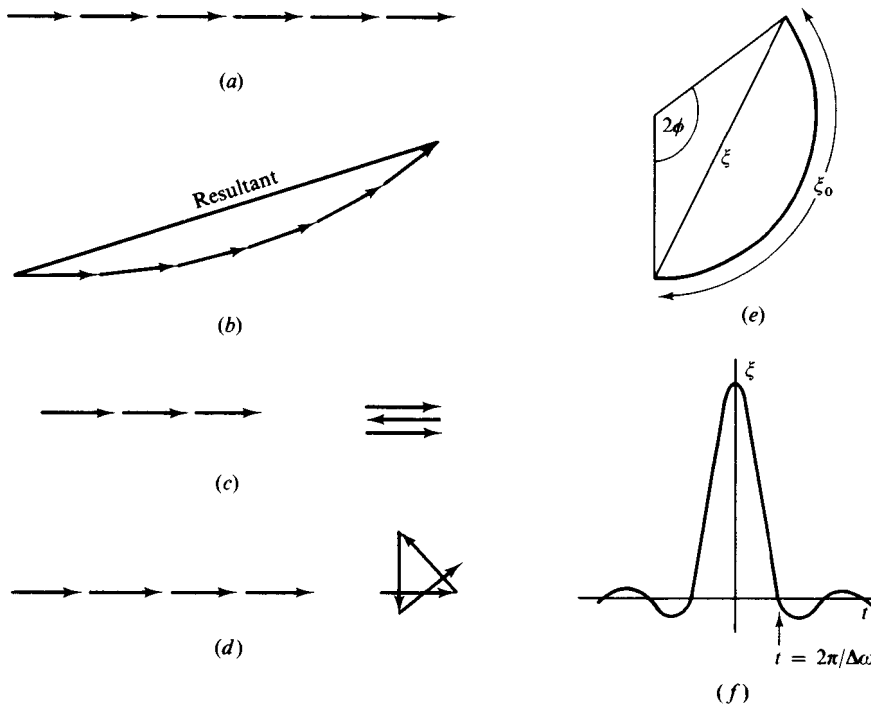 (a)
Resultant
(b)
(c)
(d)
2ϕ
ξ
ξ₀
(e)
ξ
t
t = 2π/Δω
(f)